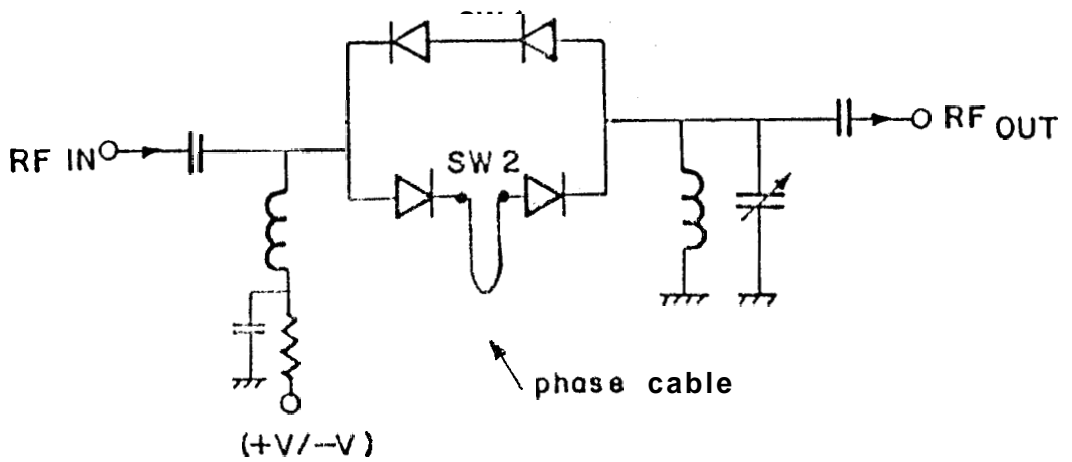 RF IN
SW 2
RF OUT
phase cable
(+V/−V)